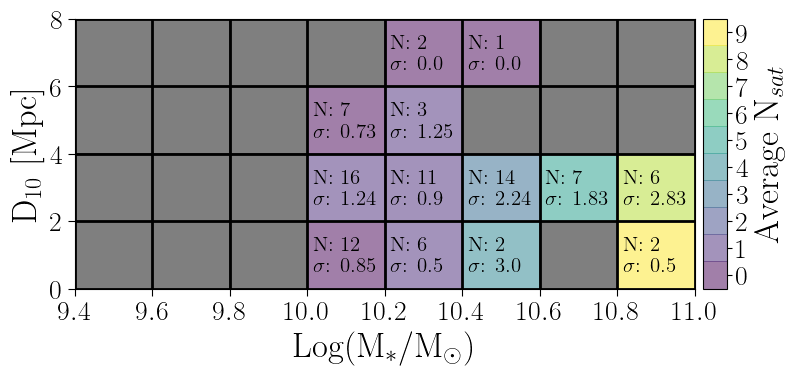 8
6
4
2
0
D₁₀ [Mpc]
N: 2
σ: 0.0
N: 1
σ: 0.0
N: 7
σ: 0.73
N: 3
σ: 1.25
N: 16
σ: 1.24
N: 11
σ: 0.9
N: 14
σ: 2.24
N: 7
σ: 1.83
N: 6
σ: 2.83
N: 12
σ: 0.85
N: 6
σ: 0.5
N: 2
σ: 3.0
N: 2
σ: 0.5
9.4 9.6 9.8 10.0 10.2 10.4 10.6 10.8 11.0
Log(M*/M☉)
9
8
7
6
5
4
3
2
1
0
Average N_sat